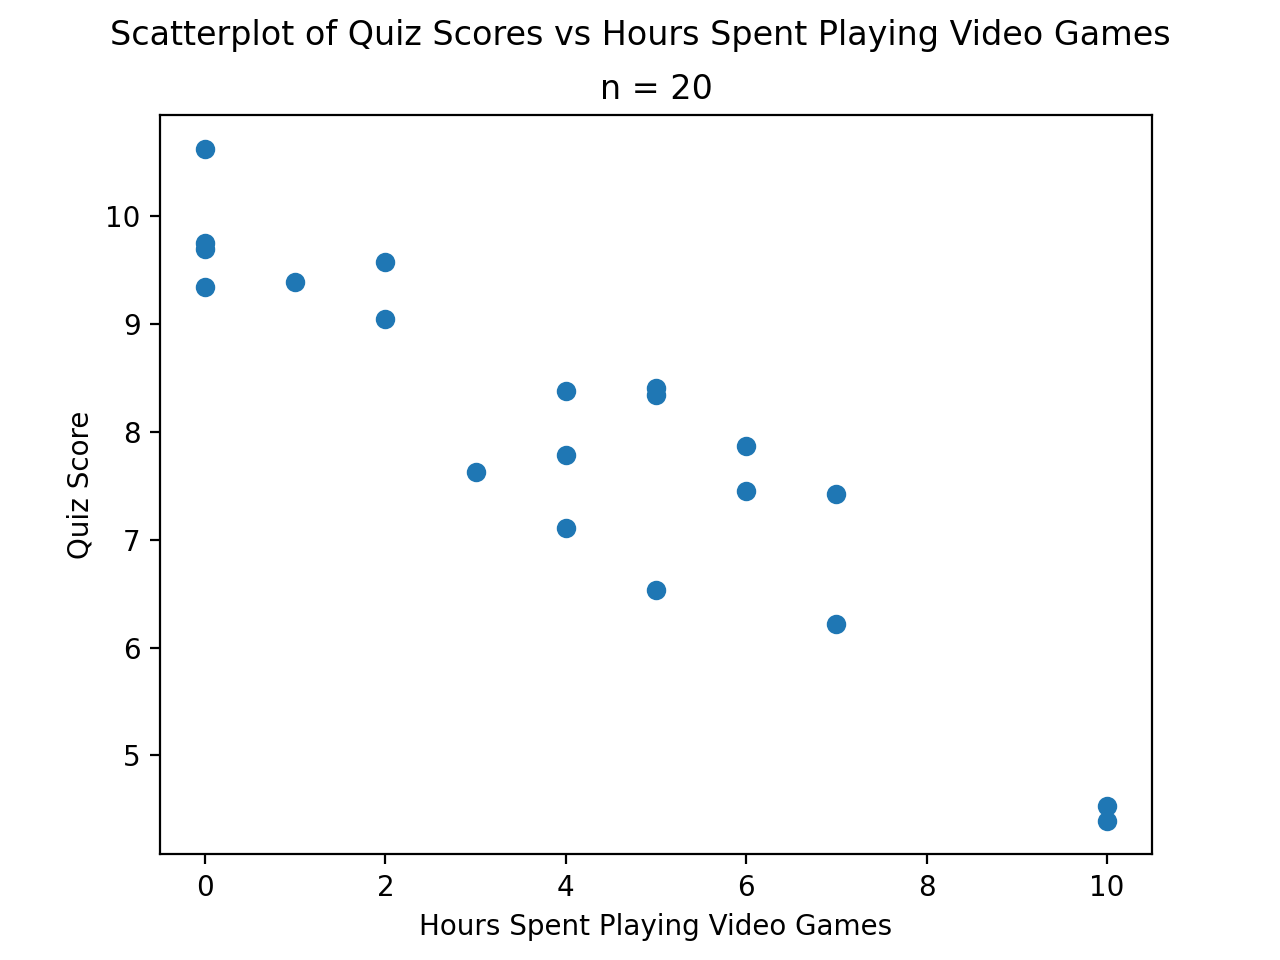 Scatterplot of Quiz Scores vs Hours Spent Playing Video Games
n = 20
10
9
8
7
6
5
Quiz Score
0 2 4 6 8 10
Hours Spent Playing Video Games